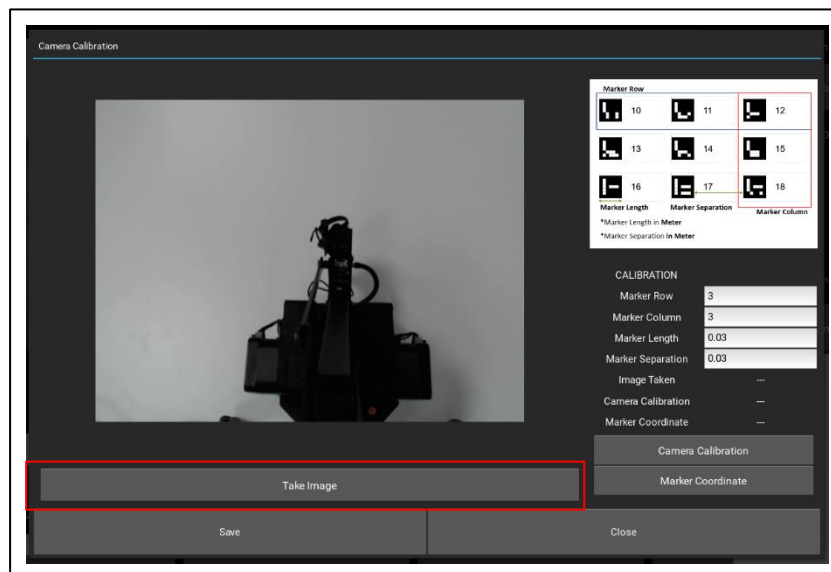 Camera Calibration
Marker Row
10 11 12
13 14 15
16 17 18
Marker Length Marker Separation Marker Column
*Marker Length in Meter
*Marker Separation in Meter
CALIBRATION
Marker Row 3
Marker Column 3
Marker Length 0.03
Marker Separation 0.03
Image Taken ---
Camera Calibration ---
Marker Coordinate ---
Camera Calibration
Take Image
Marker Coordinate
Save Close